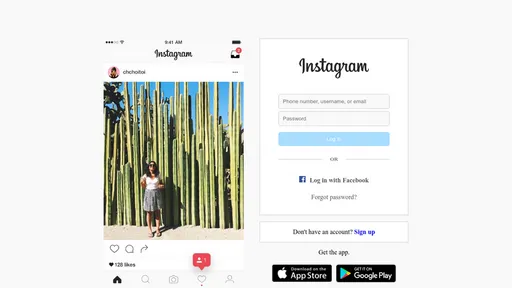 9:41 AM
Instagram
2
chchoitoi
1
128 likes
Instagram
Phone number, username, or email
Password
Log in
OR
Log in with Facebook
Forgot password?
Don't have an account? Sign up
Get the app.
Download on the
App Store
GET IT ON
Google Play